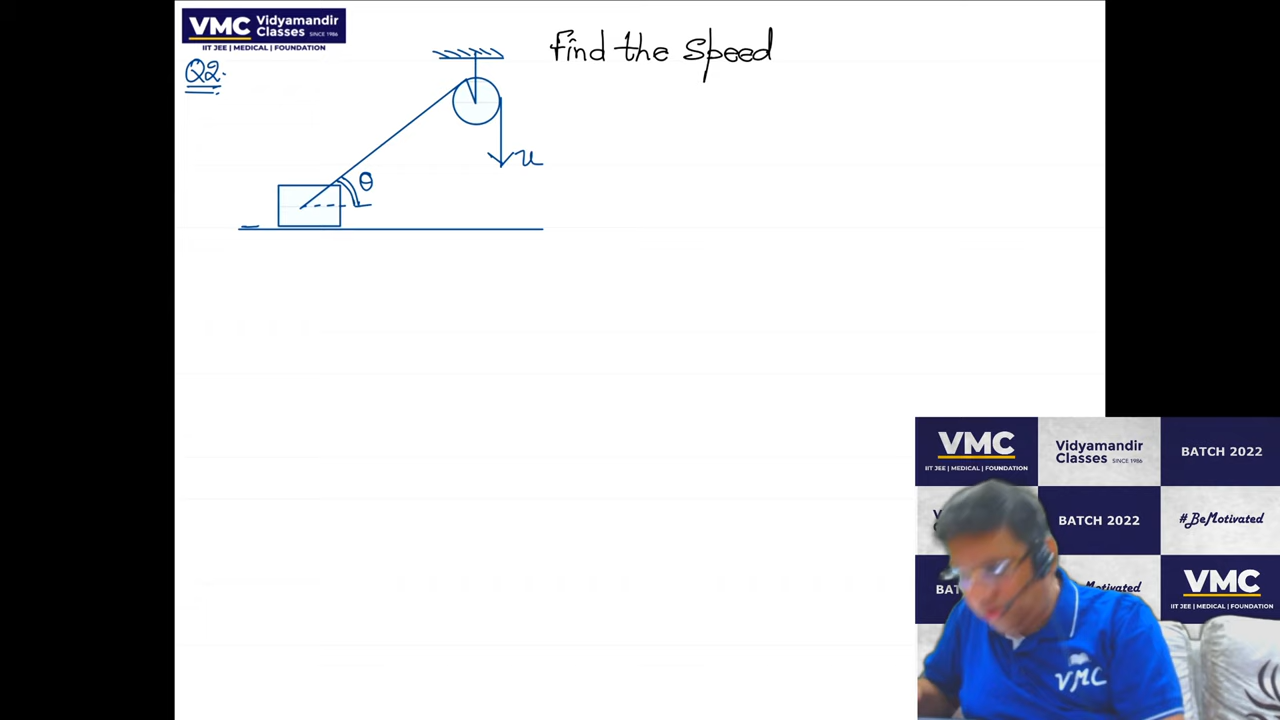 VMC Vidyamandir Classes SINCE 1986
IIT JEE | MEDICAL | FOUNDATION
Find the Speed
Q2.
u
θ
VMC
IIT JEE | MEDICAL | FOUNDATION
Vidyamandir
Classes SINCE 1986
BATCH 2022
BATCH 2022
#BeMotivated
VMC
IIT JEE | MEDICAL | FOUNDATION
VMC